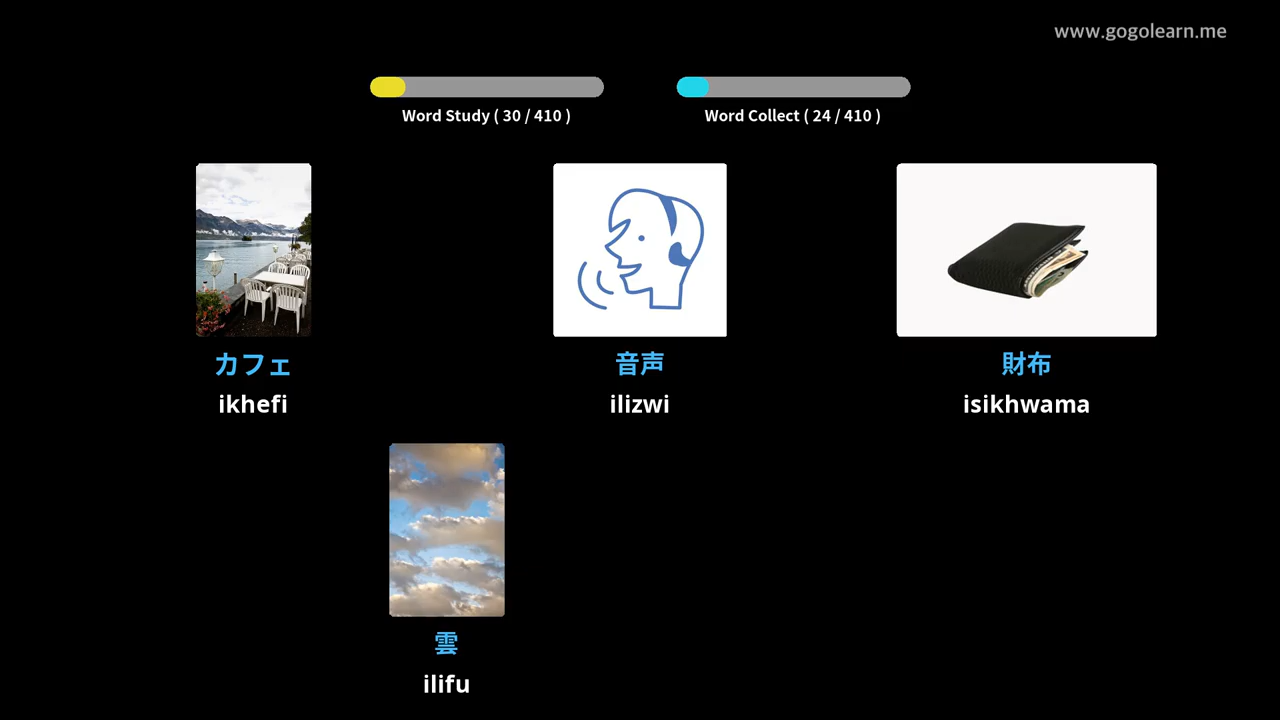 www.gogolearn.me
Word Study ( 30 / 410 )
Word Collect ( 24 / 410 )
カフェ
ikhefi
音声
ilizwi
財布
isikhwama
雲
ilifu